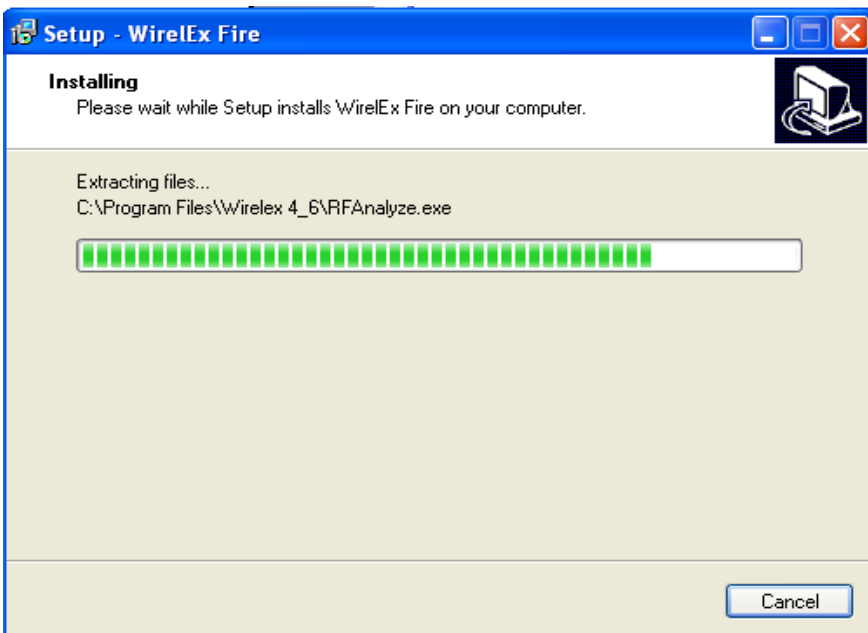 Setup - WirelEx Fire
Installing
Please wait while Setup installs WirelEx Fire on your computer.
Extracting files...
C:\Program Files\Wirelex 4_6\RFAnalyze.exe
Cancel